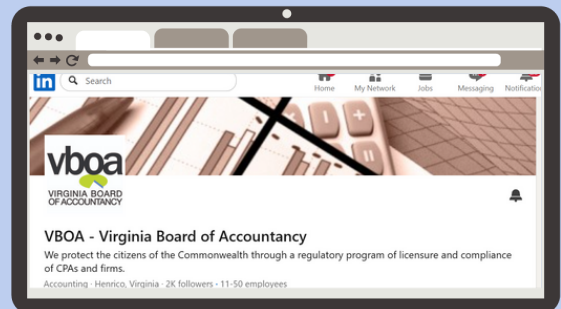 in
Search
Home My Network Jobs Messaging Notification
vboa
VIRGINIA BOARD
OF ACCOUNTANCY
VBOA - Virginia Board of Accountancy
We protect the citizens of the Commonwealth through a regulatory program of licensure and compliance
of CPAs and firms.
Accounting · Henrico, Virginia · 2K followers · 11-50 employees